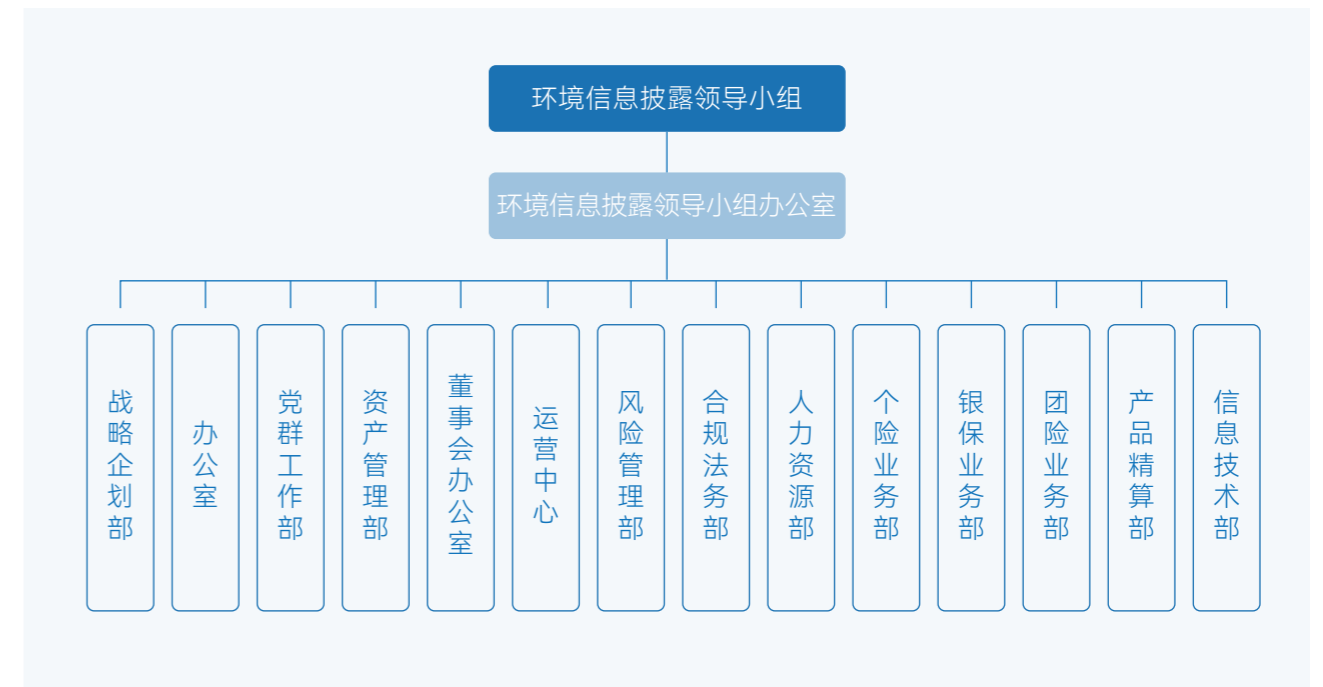 环境信息披露领导小组
环境信息披露领导小组办公室
战略企划部
办公室
党群工作部
资产管理部
董事会办公室
运营中心
风险管理部
合规法务部
人力资源部
个险业务部
银保业务部
团险业务部
产品精算部
信息技术部